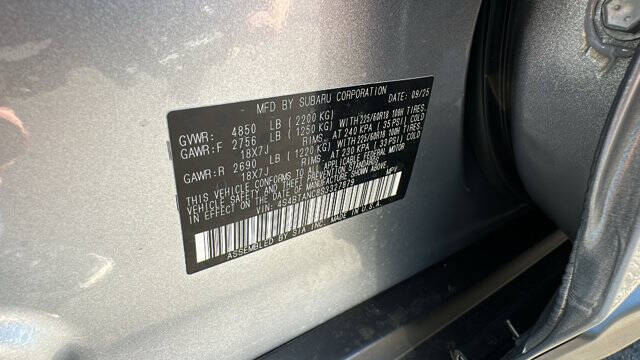 MFD BY SUBARU CORPORATION 09/25
GVWR: 4850 LB (2200 KG)
GAWR:F 2756 LB (1250 KG) WITH 225/60R18 100H TIRES,
18X7J RIMS, AT 240 KPA (35 PSI) COLD
GAWR:R 2690 LB (1220 KG) WITH 225/60R18 100H TIRES,
18X7J RIMS, AT 230 KPA (33 PSI) COLD
THIS VEHICLE CONFORMS TO ALL APPLICABLE FEDERAL MOTOR
VEHICLE SAFETY AND THEFT PREVENTION STANDARDS
IN EFFECT ON THE DATE OF MANUFACTURE SHOWN ABOVE.
VIN: 4S4BTANC8S3327879 MPV
ASSEMBLED BY SIA INC. MADE IN U.S.A.